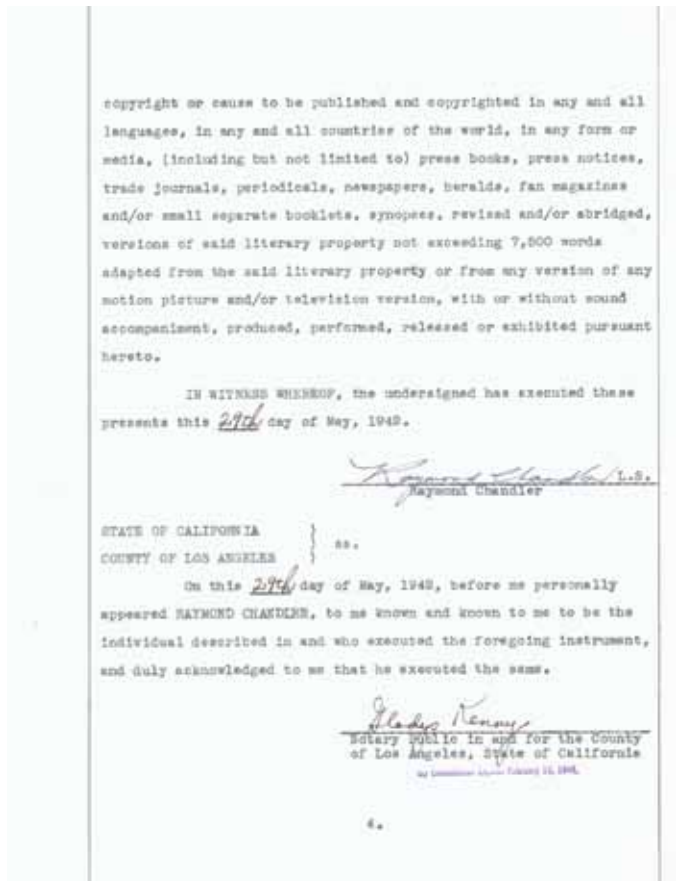 copyright or cause to be published and copyrighted in any and all
languages, in any and all countries of the world, in any form or
media, (including but not limited to) press books, press notices,
trade journals, periodicals, newspapers, heralds, fan magazines
and/or small separate booklets, synopses, revised and/or abridged,
versions of said literary property not exceeding 7,500 words
adapted from the said literary property or from any version of any
motion picture and/or television version, with or without sound
accompaniment, produced, performed, released or exhibited pursuant
hereto.
IN WITNESS WHEREOF, the undersigned has executed these
presents this 29th day of May, 1942.
Raymond Chandler L.S.
Raymond Chandler
STATE OF CALIFORNIA }
} ss.
COUNTY OF LOS ANGELES }
On this 29th day of May, 1942, before me personally
appeared RAYMOND CHANDLER, to me known and known to me to be the
individual described in and who executed the foregoing instrument,
and duly acknowledged to me that he executed the same.
Gladys Kenny
Notary Public in and for the County
of Los Angeles, State of California
My Commission February
4.